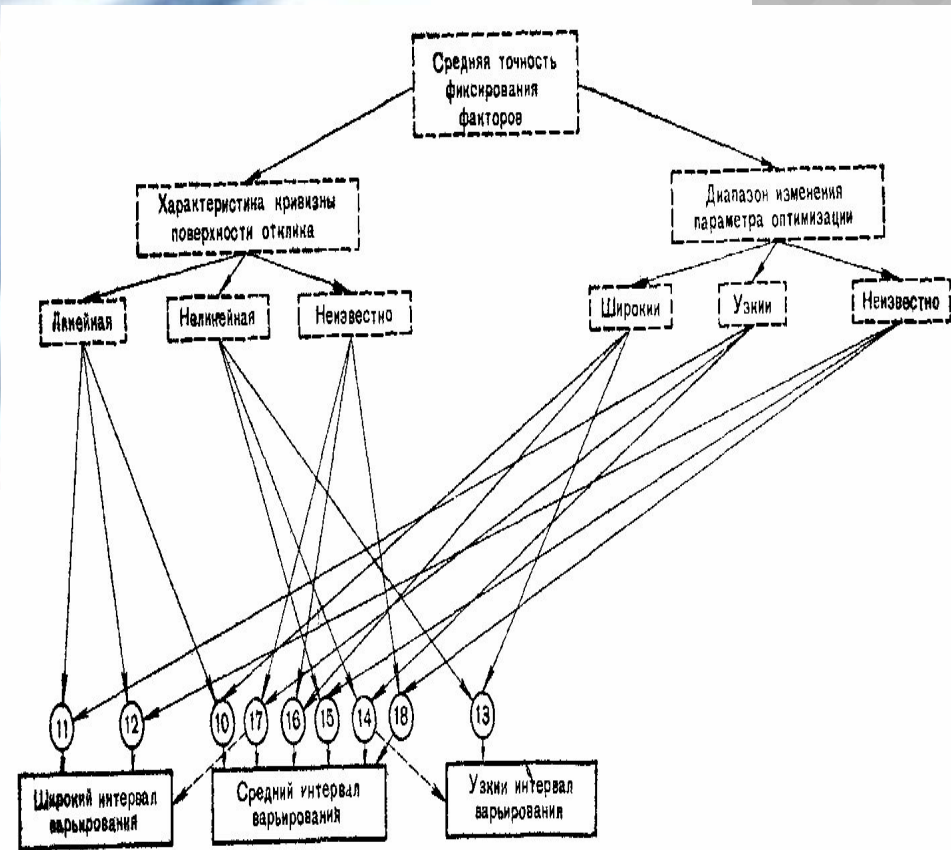 Средняя точность
фиксирования
факторов
Характеристика кривизны
поверхности отклика
Диапазон изменения
параметра оптимизации
Линейная
Нелинейная
Неизвестно
Широкий
Узкий
Неизвестно
11
12
10
17
16
15
14
18
13
Широкий интервал
варьирования
Средний интервал
варьирования
Узкий интервал
варьирования